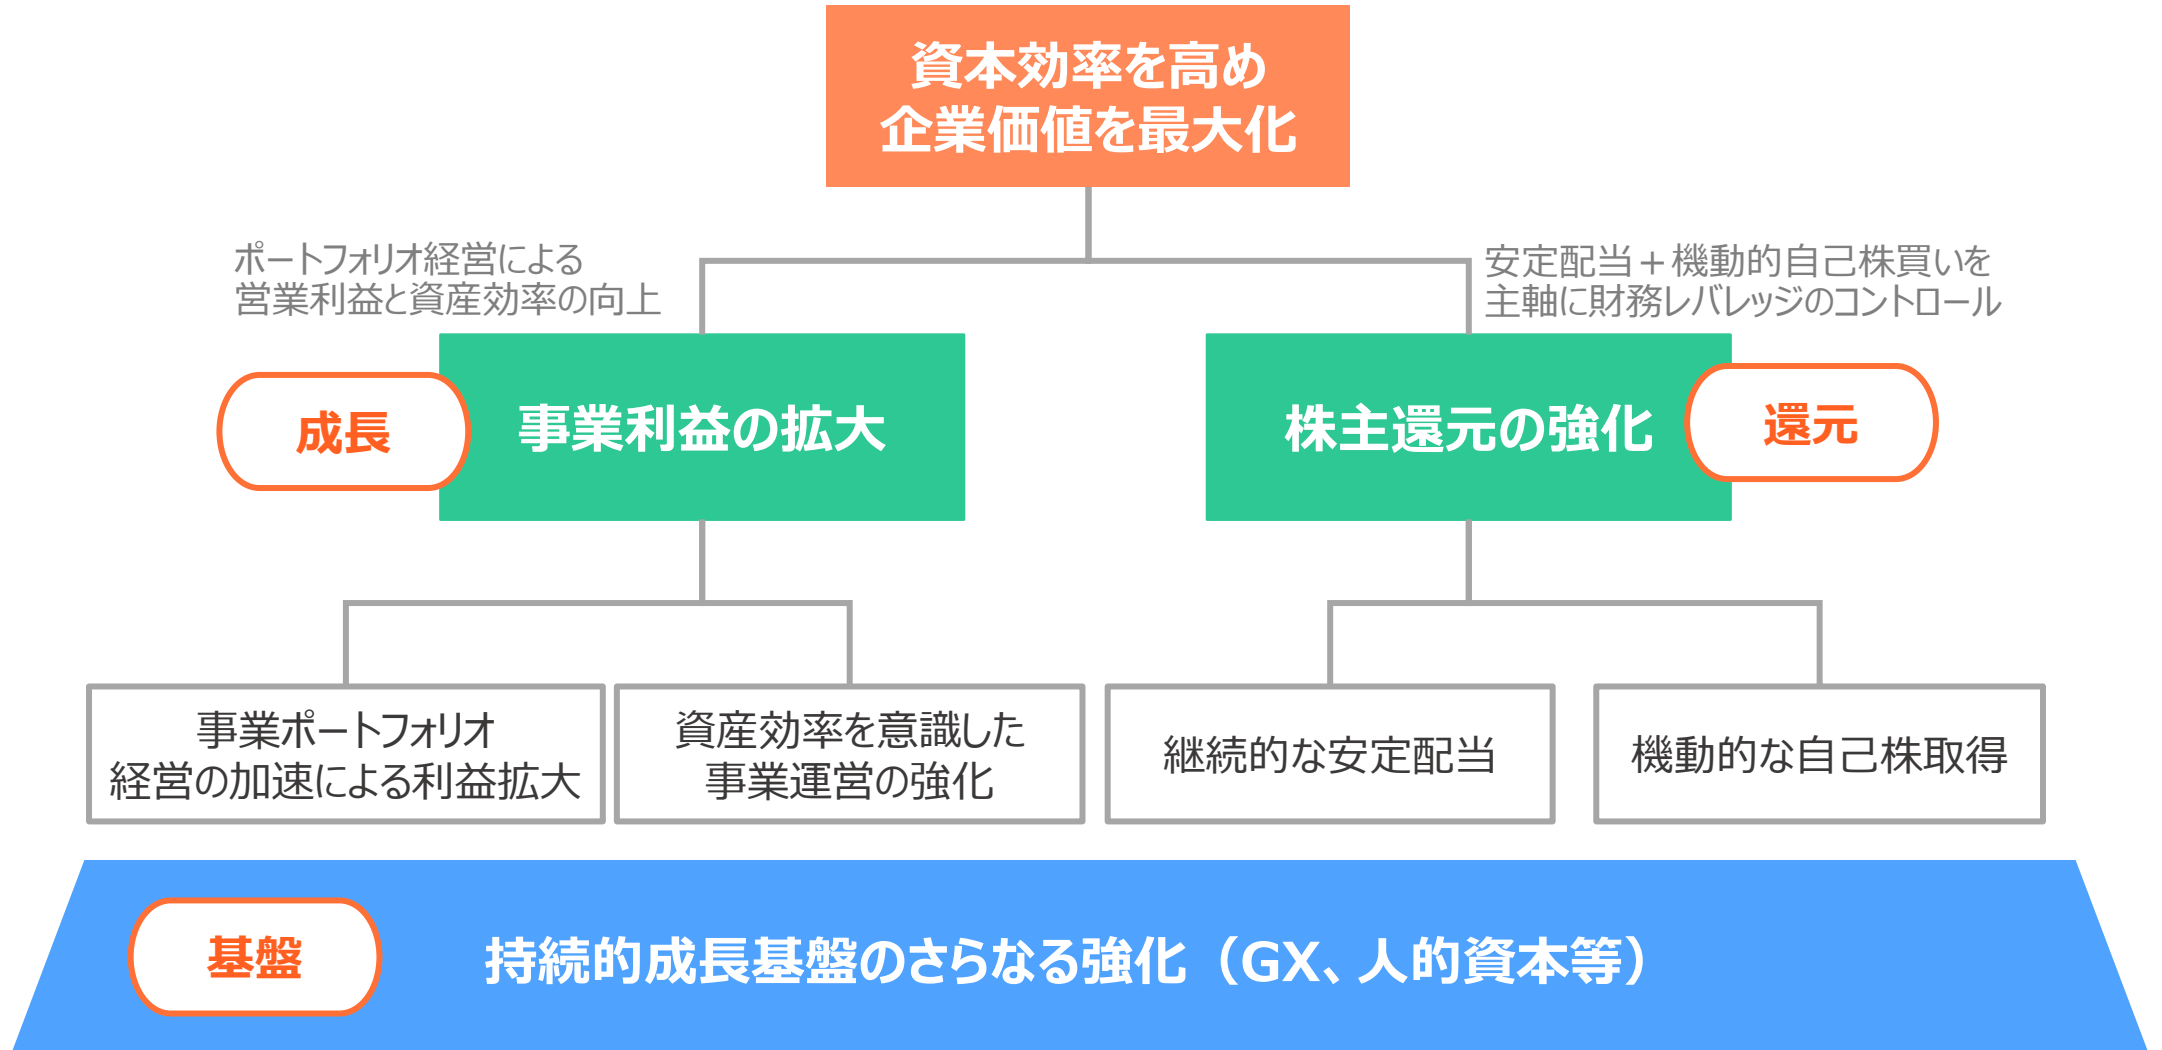 資本効率を高め
企業価値を最大化
ポートフォリオ経営による
営業利益と資産効率の向上
安定配当+機動的自己株買いを
主軸に財務レバレッジのコントロール
成長
事業利益の拡大
株主還元の強化
還元
事業ポートフォリオ
経営の加速による利益拡大
資産効率を意識した
事業運営の強化
継続的な安定配当
機動的な自己株取得
基盤
持続的成長基盤のさらなる強化（GX、人的資本等）